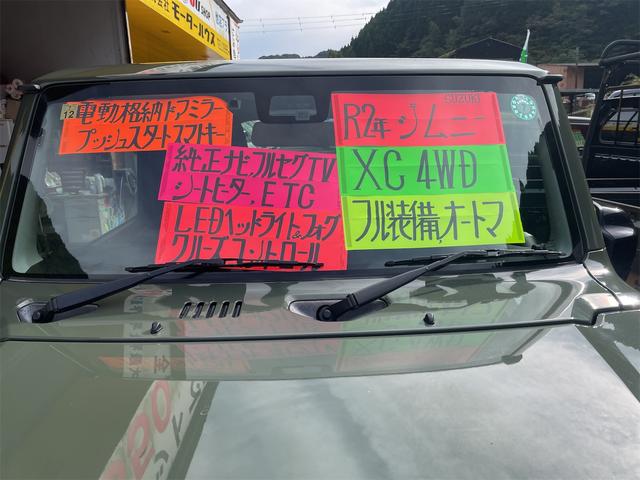 モーターハウス
12
電動格納ドアミラー
プッシュスタートスマルキー
純正ナビ,フルセグTV
シートヒター,ETC
LEDヘッドライト&フォグ
クルーズコントロール
SUZUKI
R2年ジムニー
XC 4WD
フル装備,オートマ